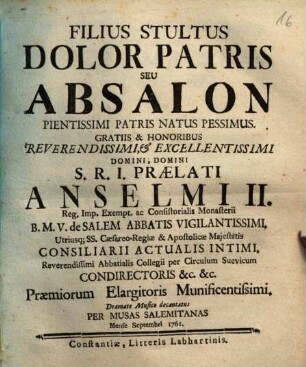 16
FILIUS STULTUS
DOLOR PATRIS
SEU
ABSALON
PIENTISSIMI PATRIS NATUS PESSIMUS.
GRATIIS & HONORIBUS
REVERENDISSIMI, & EXCELLENTISSIMI
DOMINI, DOMINI
S. R. I. PRÆLATI
ANSELMI II.
Reg. Imp. Exempt. ac Consistorialis Monasterii
B. M. V. de SALEM ABBATIS VIGILANTISSIMI,
Utriusq; SS. Cæsareo-Regiæ & Apostolicæ Majestatis
CONSILIARII ACTUALIS INTIMI,
Reverendissimi Abbatialis Collegii per Circulum Suevicum
CONDIRECTORIS &c. &c.
Præmiorum Elargitoris Munificentissimi.
Dramate Musico decantatus
PER MUSAS SALEMITANAS
Mense Septembri 1761.
Constantiæ, Litteris Labhartinis.